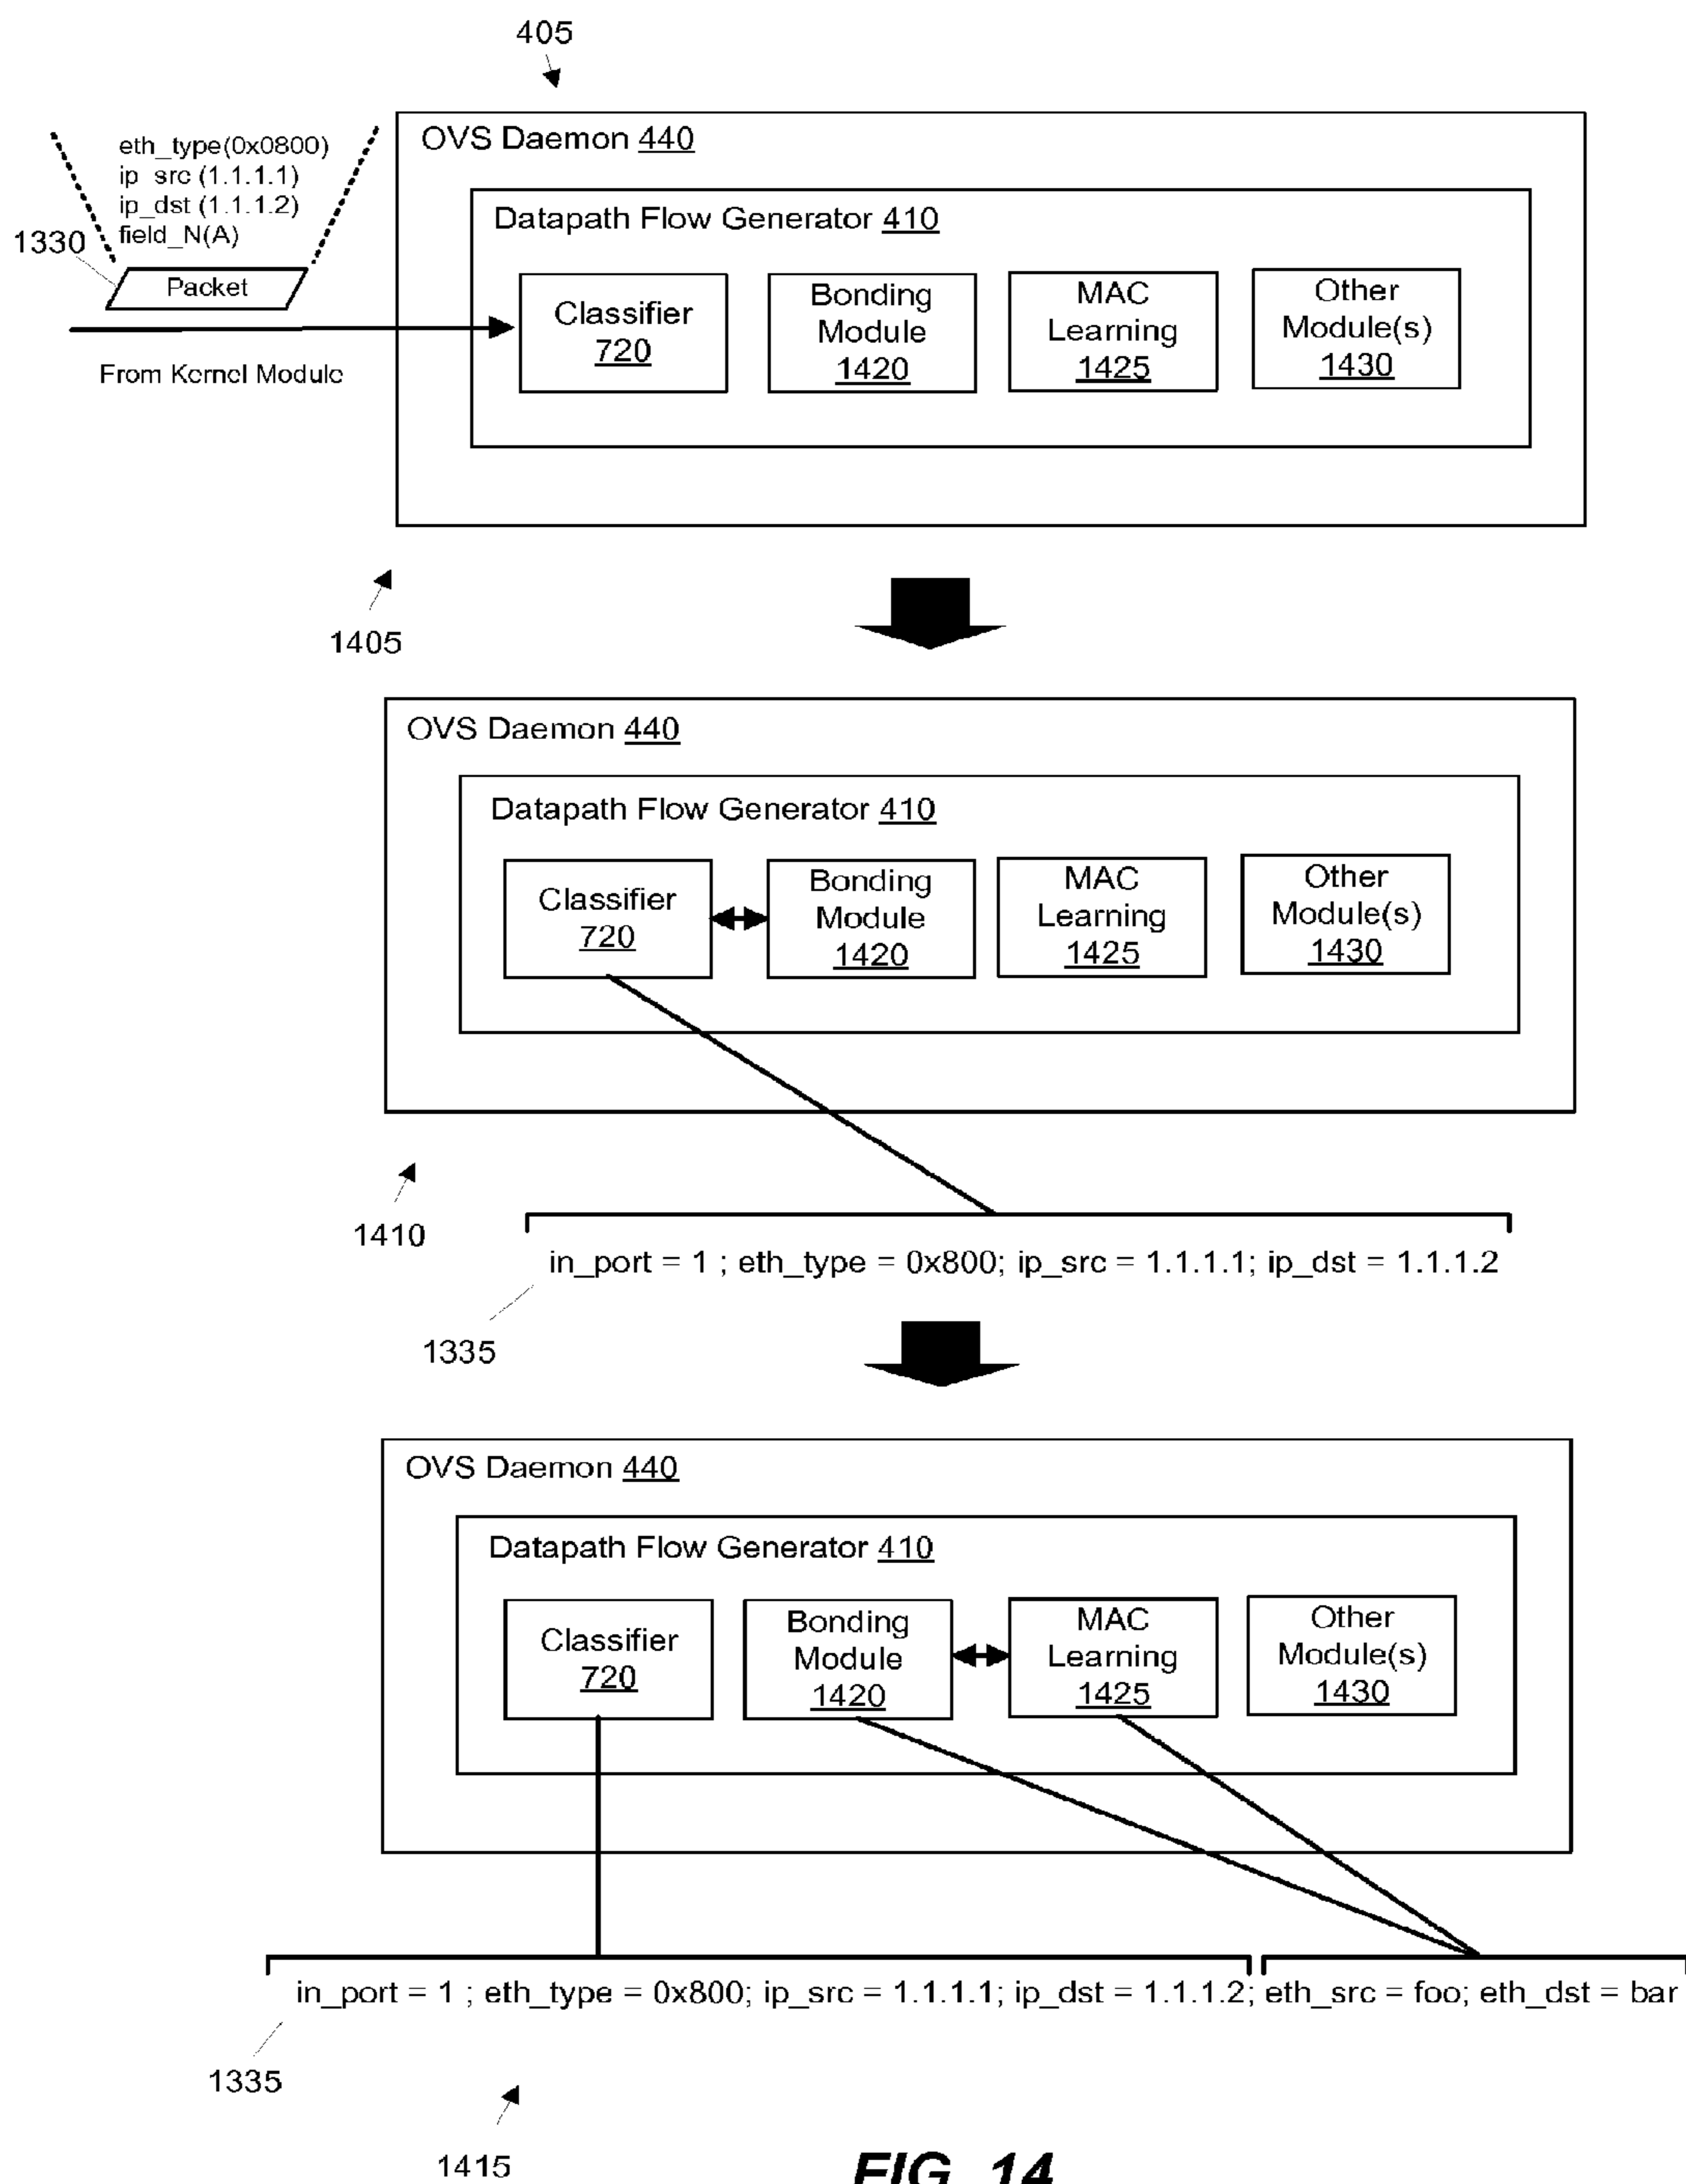 405
eth_type(0x0800)
ip_src (1.1.1.1)
ip_dst (1.1.1.2)
field_N(A)
1330
Packet
From Kernel Module
OVS Daemon 440
Datapath Flow Generator 410
Classifier
720
Bonding
Module
1420
MAC
Learning
1425
Other
Module(s)
1430
1405
OVS Daemon 440
Datapath Flow Generator 410
Classifier
720
Bonding
Module
1420
MAC
Learning
1425
Other
Module(s)
1430
1410
in_port = 1 ; eth_type = 0x800; ip_src = 1.1.1.1; ip_dst = 1.1.1.2
1335
OVS Daemon 440
Datapath Flow Generator 410
Classifier
720
Bonding
Module
1420
MAC
Learning
1425
Other
Module(s)
1430
in_port = 1 ; eth_type = 0x800; ip_src = 1.1.1.1; ip_dst = 1.1.1.2; eth_src = foo; eth_dst = bar
1335
1415
FIG. 14